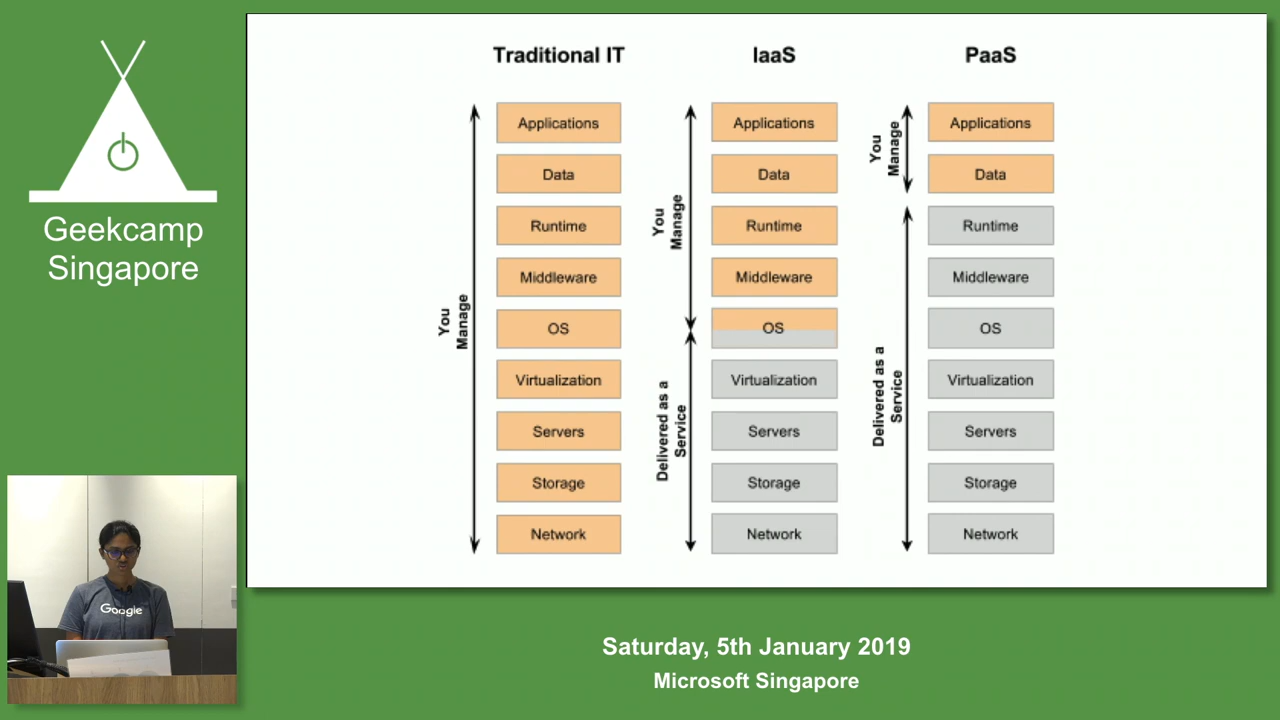 Geekcamp
Singapore
Traditional IT
IaaS
PaaS
You
Manage
Applications
Data
Runtime
Middleware
OS
Virtualization
Servers
Storage
Network
You
Manage
Delivered as a
Service
Applications
Data
Runtime
Middleware
OS
Virtualization
Servers
Storage
Network
You
Manage
Delivered as a
Service
Applications
Data
Runtime
Middleware
OS
Virtualization
Servers
Storage
Network
Google
Saturday, 5th January 2019
Microsoft Singapore